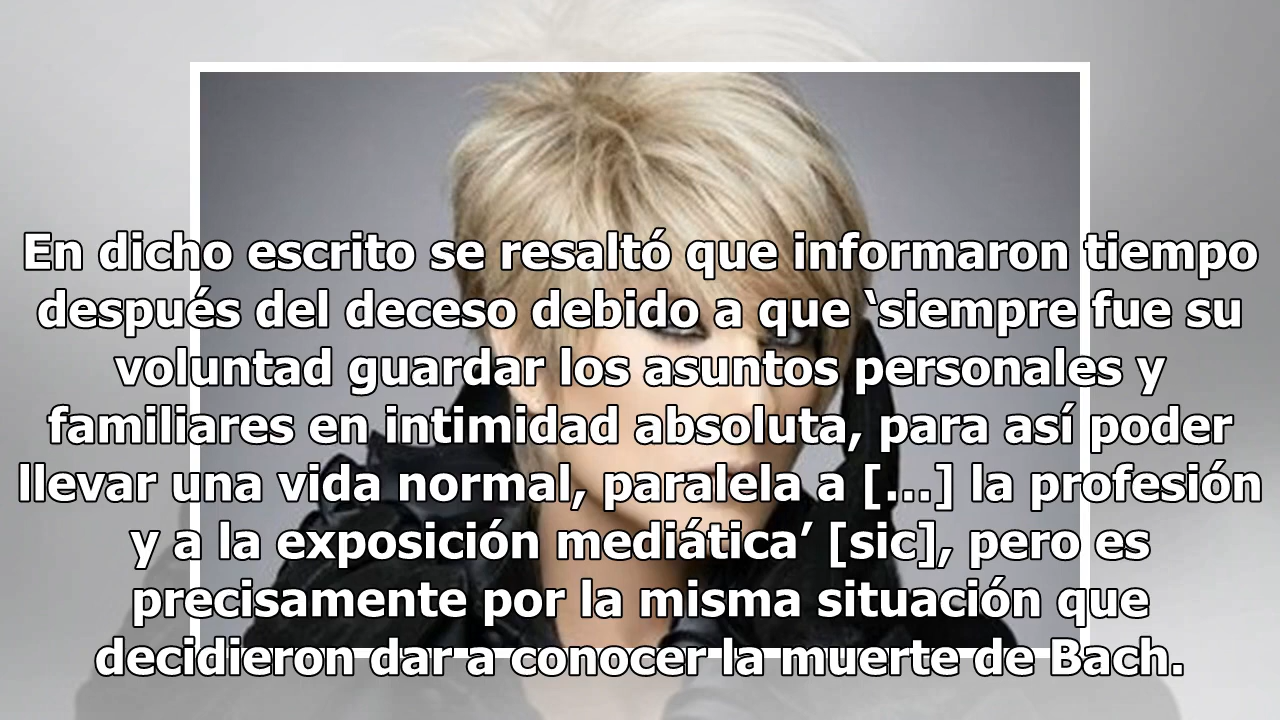 En dicho escrito se resaltó que informaron tiempo
después del deceso debido a que ‘siempre fue su
voluntad guardar los asuntos personales y
familiares en intimidad absoluta, para así poder
llevar una vida normal, paralela a [...] la profesión
y a la exposición mediática’ [sic], pero es
precisamente por la misma situación que
decidieron dar a conocer la muerte de Bach.